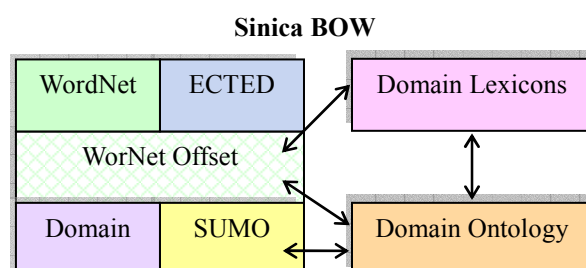 Sinica BOW
WordNet
ECTED
Domain Lexicons
WorNet Offset
Domain
SUMO
Domain Ontology